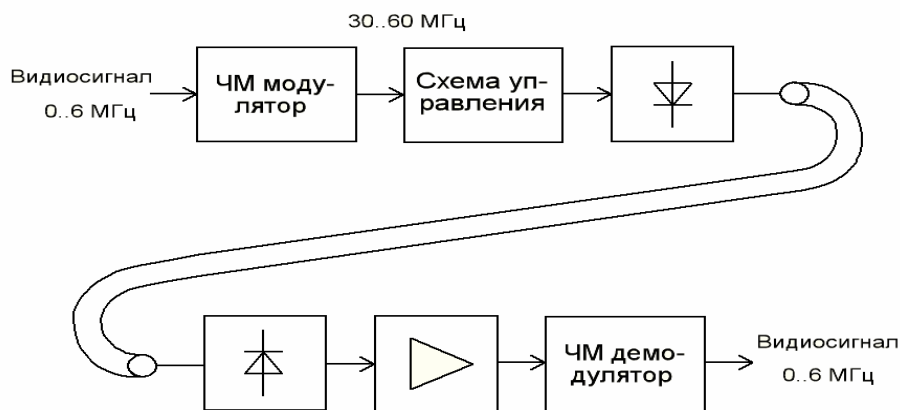 30..60 МГц
Видиосигнал
0..6 МГц
ЧМ моду-
лятор
Схема уп-
равления
ЧМ демо-
дулятор
Видиосигнал
0..6 МГц